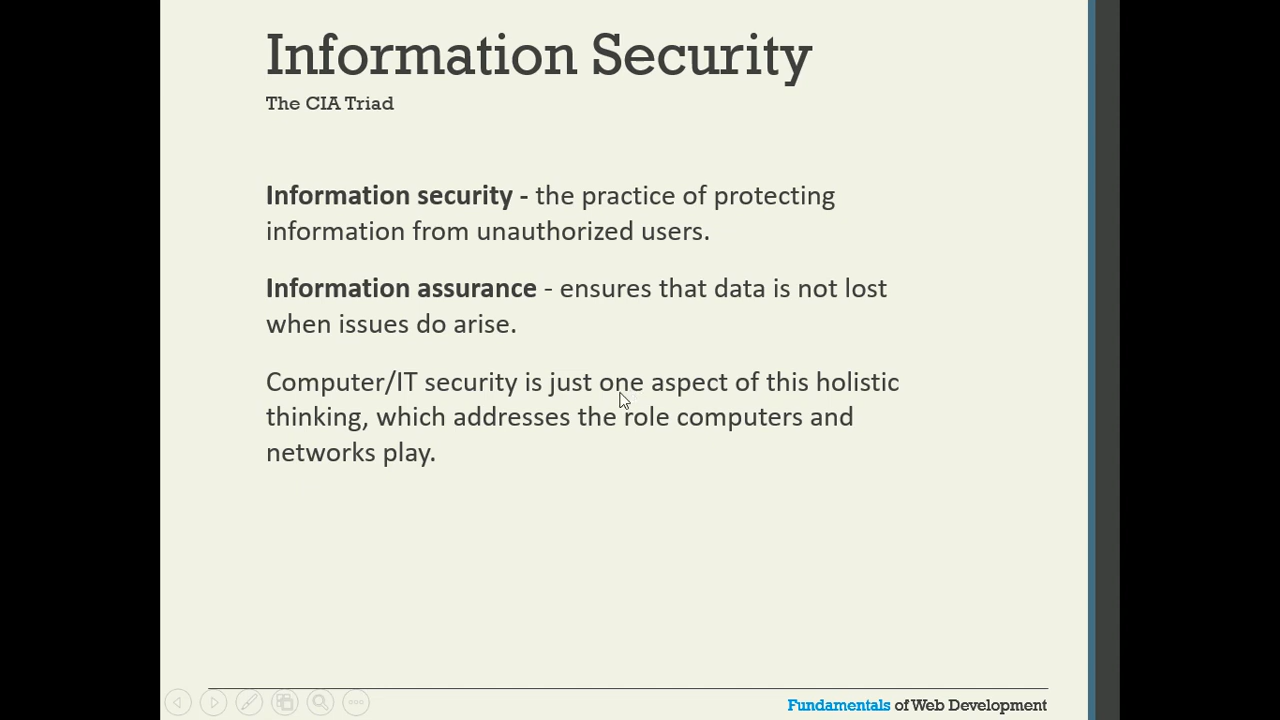 Information Security
The CIA Triad
Information security - the practice of protecting
information from unauthorized users.
Information assurance - ensures that data is not lost
when issues do arise.
Computer/IT security is just one aspect of this holistic
thinking, which addresses the role computers and
networks play.
Fundamentals of Web Development